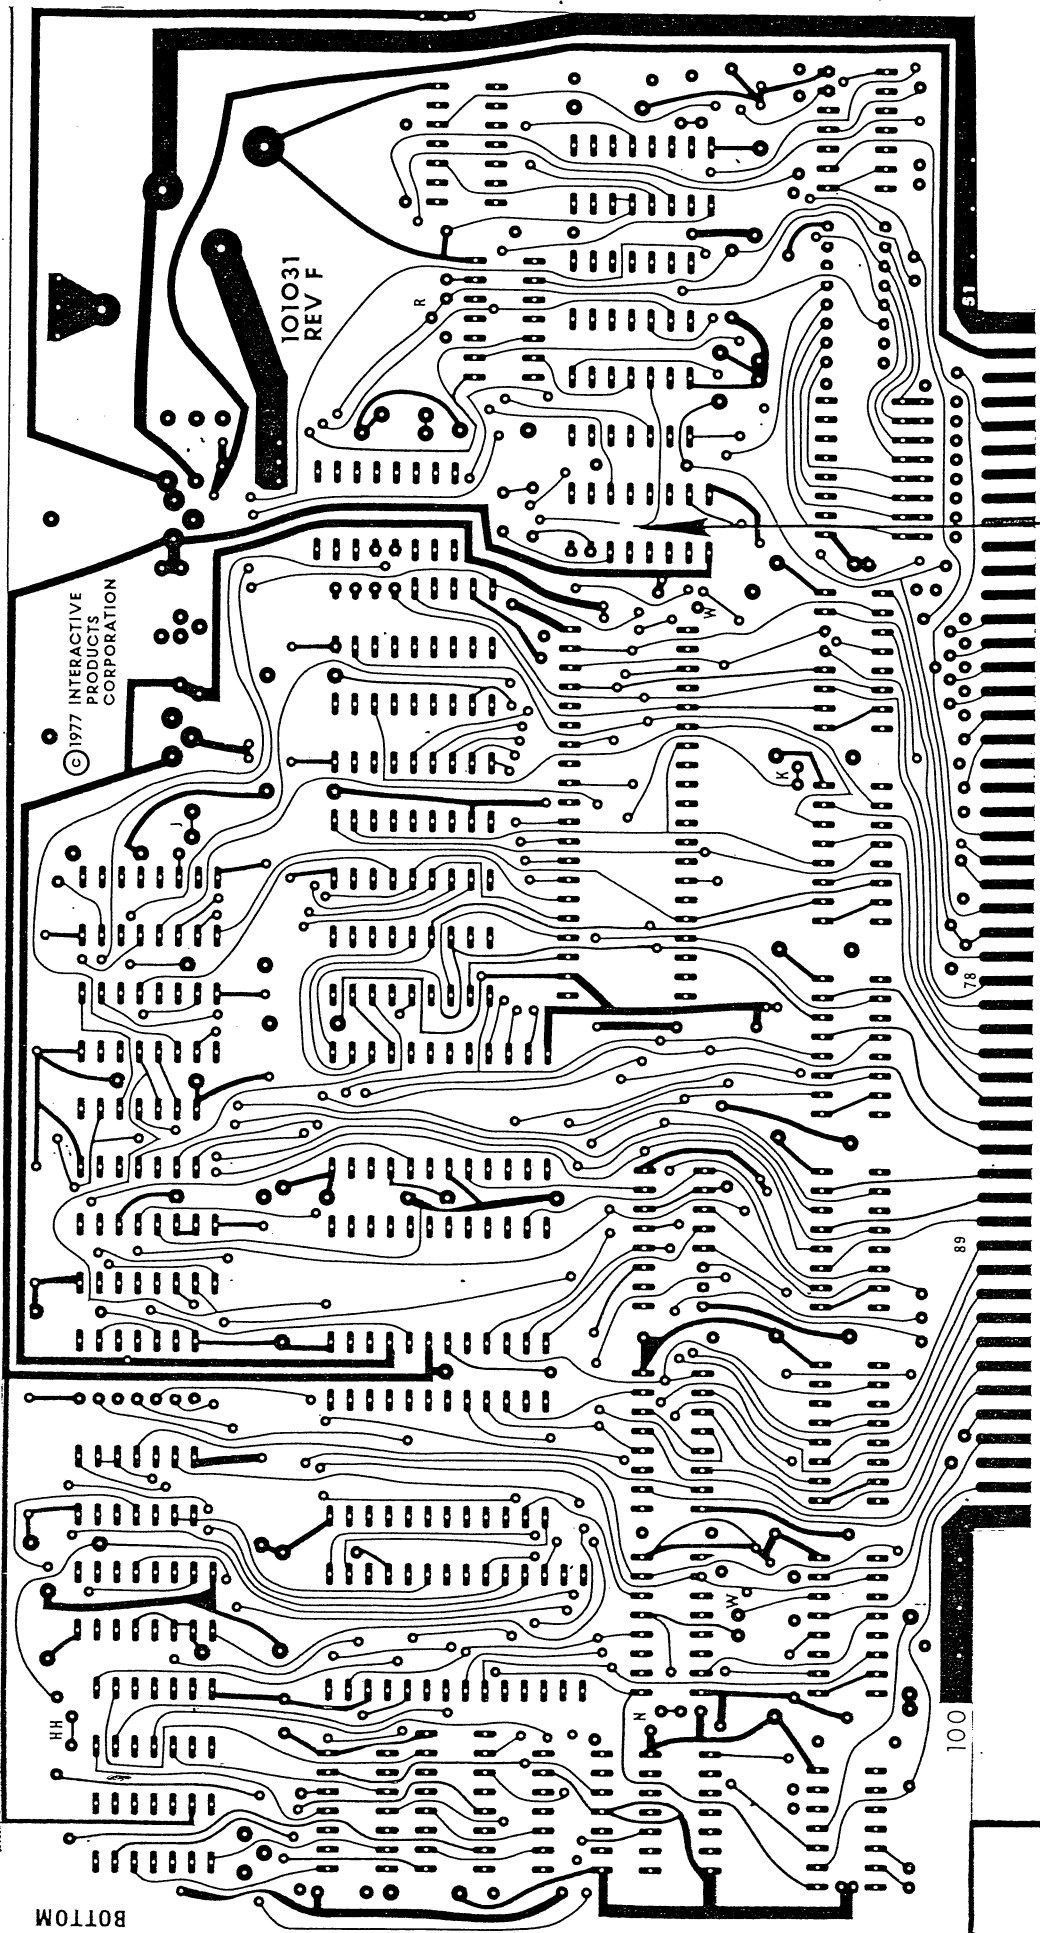 101031
REV F
R
51
©1977 INTERACTIVE
PRODUCTS
CORPORATION
W
K
J
78
89
W
N
HH
100
BOTTOM